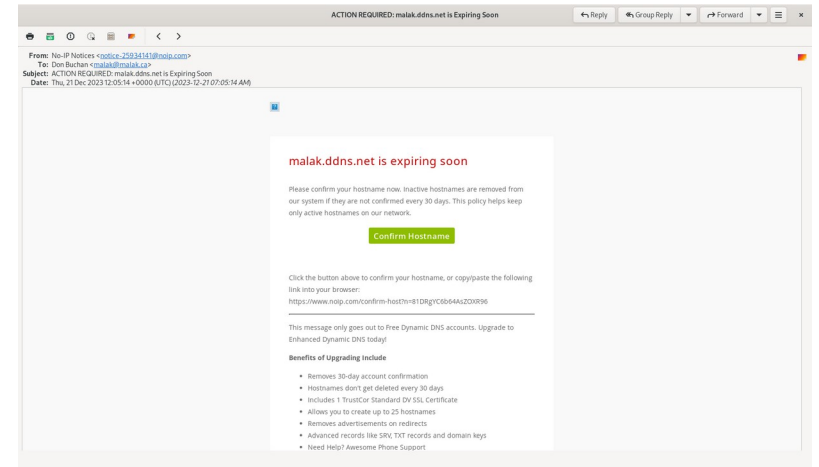 ACTION REQUIRED: malak.ddns.net is Expiring Soon
Reply
Group Reply
Forward
From: No-IP Notices <notice-25934141@noip.com>
To: Don Buchan <malak@malak.ca>
Subject: ACTION REQUIRED: malak.ddns.net is Expiring Soon
Date: Thu, 21 Dec 2023 12:05:14 +0000 (UTC) (2023-12-21 07:05:14 AM)
malak.ddns.net is expiring soon
Please confirm your hostname now. Inactive hostnames are removed from
our system if they are not confirmed every 30 days. This policy helps keep
only active hostnames on our network.
Confirm Hostname
Click the button above to confirm your hostname, or copy/paste the following
link into your browser:
https://www.noip.com/confirm-host?n=81DRgYC6b64AsZOXR96
This message only goes out to Free Dynamic DNS accounts. Upgrade to
Enhanced Dynamic DNS today!
Benefits of Upgrading Include
• Removes 30-day account confirmation
• Hostnames don't get deleted every 30 days
• Includes 1 TrustCor Standard DV SSL Certificate
• Allows you to create up to 25 hostnames
• Removes advertisements on redirects
• Advanced records like SRV, TXT records and domain keys
• Need Help? Awesome Phone Support